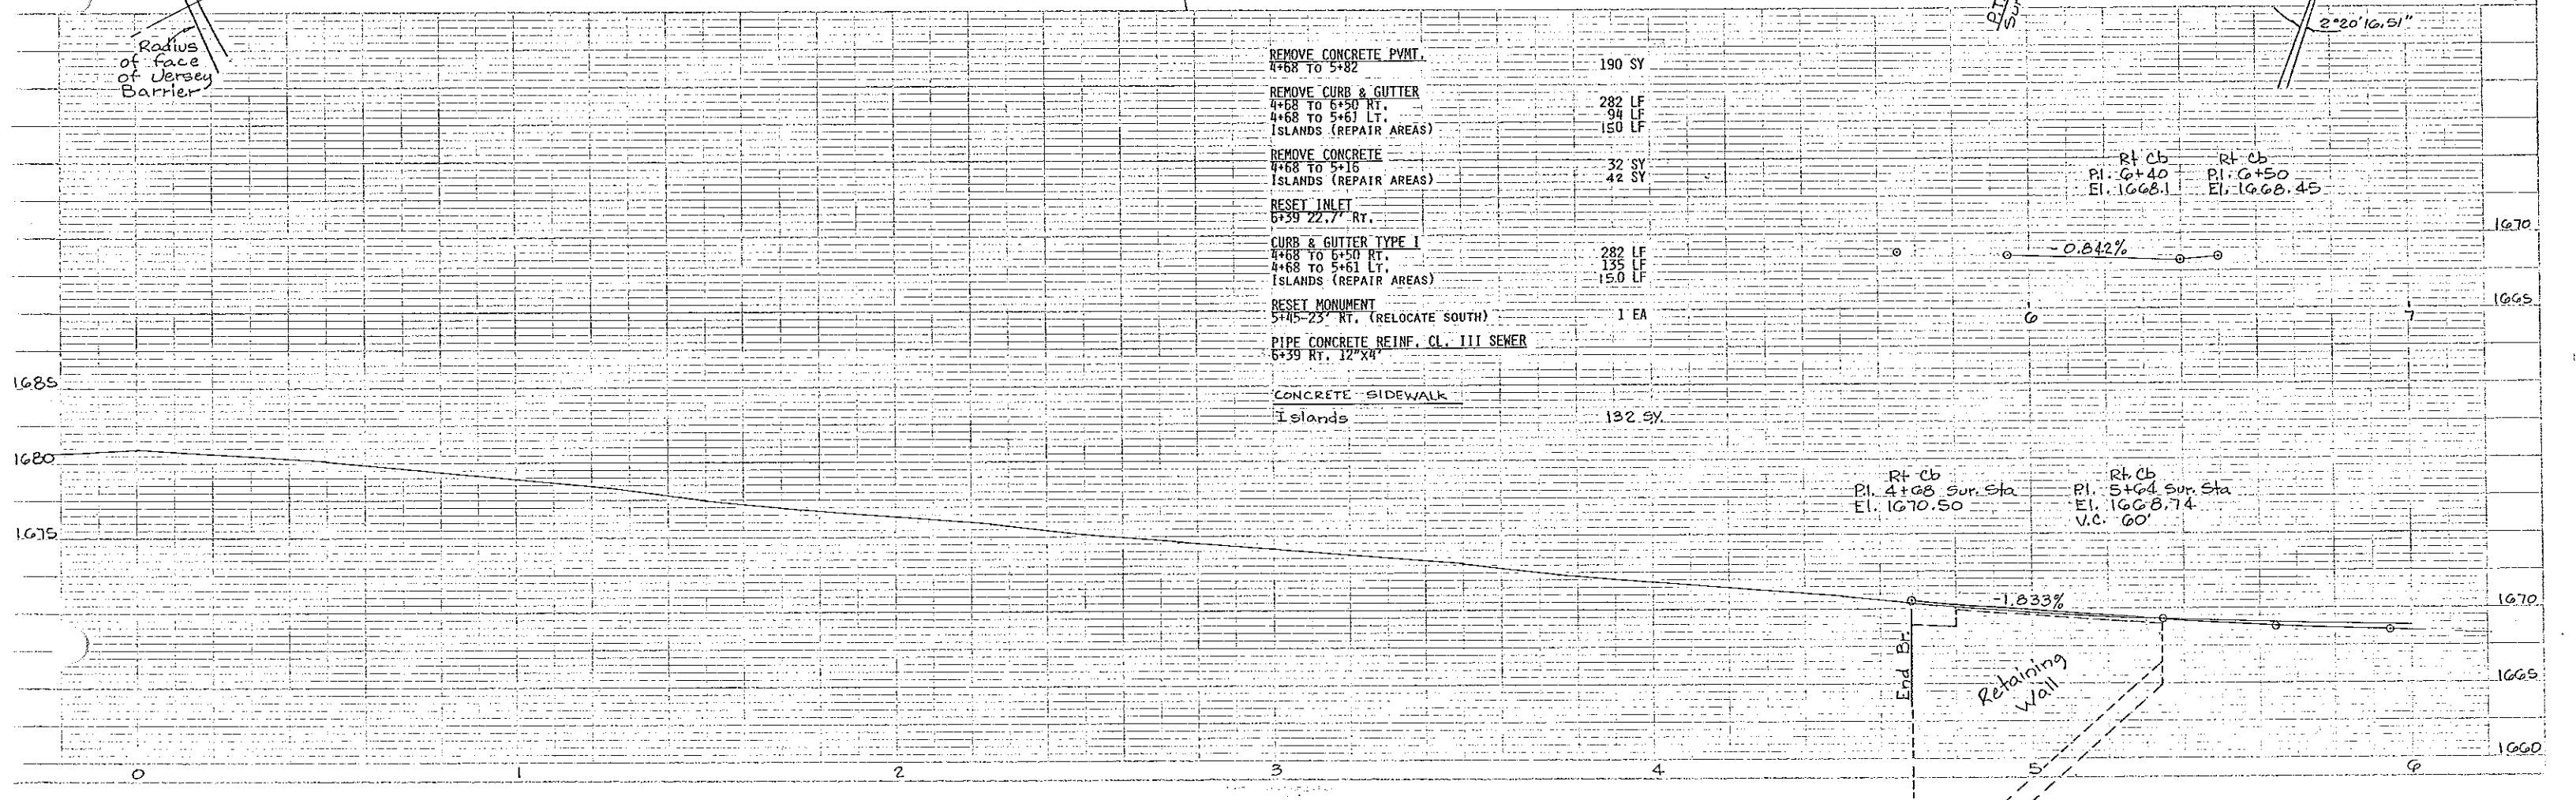 Radius
of face
of Jersey
Barrier
2°20'16.51"
REMOVE CONCRETE PVMT.
4+68 TO 5+82 190 SY
REMOVE CURB & GUTTER
4+68 TO 6+50 RT. 282 LF
4+68 TO 5+61 LT. 94 LF
ISLANDS (REPAIR AREAS) 150 LF
REMOVE CONCRETE
4+68 TO 5+16 32 SY
ISLANDS (REPAIR AREAS) 42 SY
RESET INLET
6+39 22.7' RT.
CURB & GUTTER TYPE I
4+68 TO 6+50 RT. 282 LF
4+68 TO 5+61 LT. 135 LF
ISLANDS (REPAIR AREAS) 150 LF
RESET MONUMENT
5+45-23' RT. (RELOCATE SOUTH) 1 EA
PIPE CONCRETE REINF. CL. III SEWER
6+39 RT. 12"X4'
CONCRETE SIDEWALK
Islands 132 SY.
Rt Cb
P.I. 6+40
El. 1668.1
Rt Cb
P.I. 6+50
El. 1668.45
-0.842%
1670
1665
6 7
1685
1680
1675
Rt Cb
P.I. 4+68 Sur. Sta
El. 1670.50
Rt. Cb
P.I. 5+64 Sur. Sta
El. 1668.74
V.C. 60'
-1.833%
1670
1665
1660
End Br.
Retaining
Wall
0 1 2 3 4 5 6